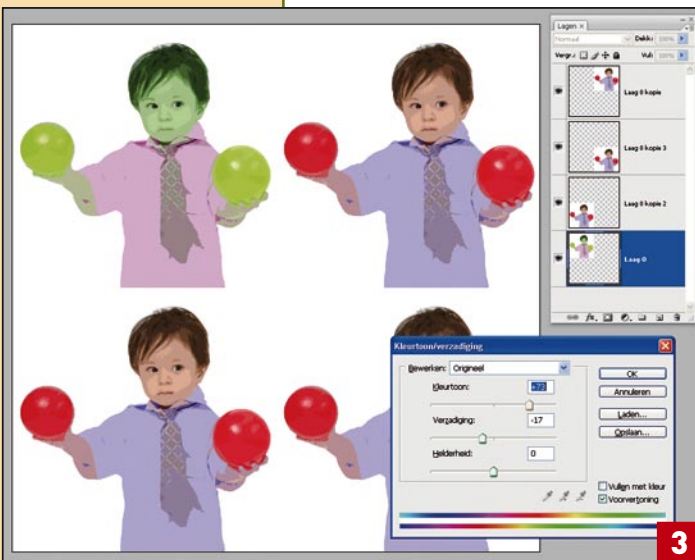 Lagen ×
Normaal Dekk: 100%
Vergr.: Vul: 100%
Laag 0 kopie
Laag 0 kopie 3
Laag 0 kopie 2
Laag 0
fx.
Kleurtoon/verzadiging
Bewerken: Origineel
OK
Kleurtoon: +73
Annuleren
Verzadiging: -17
Laden...
Opslaan...
Helderheid: 0
Vullen met kleur
Voorvertoning
3